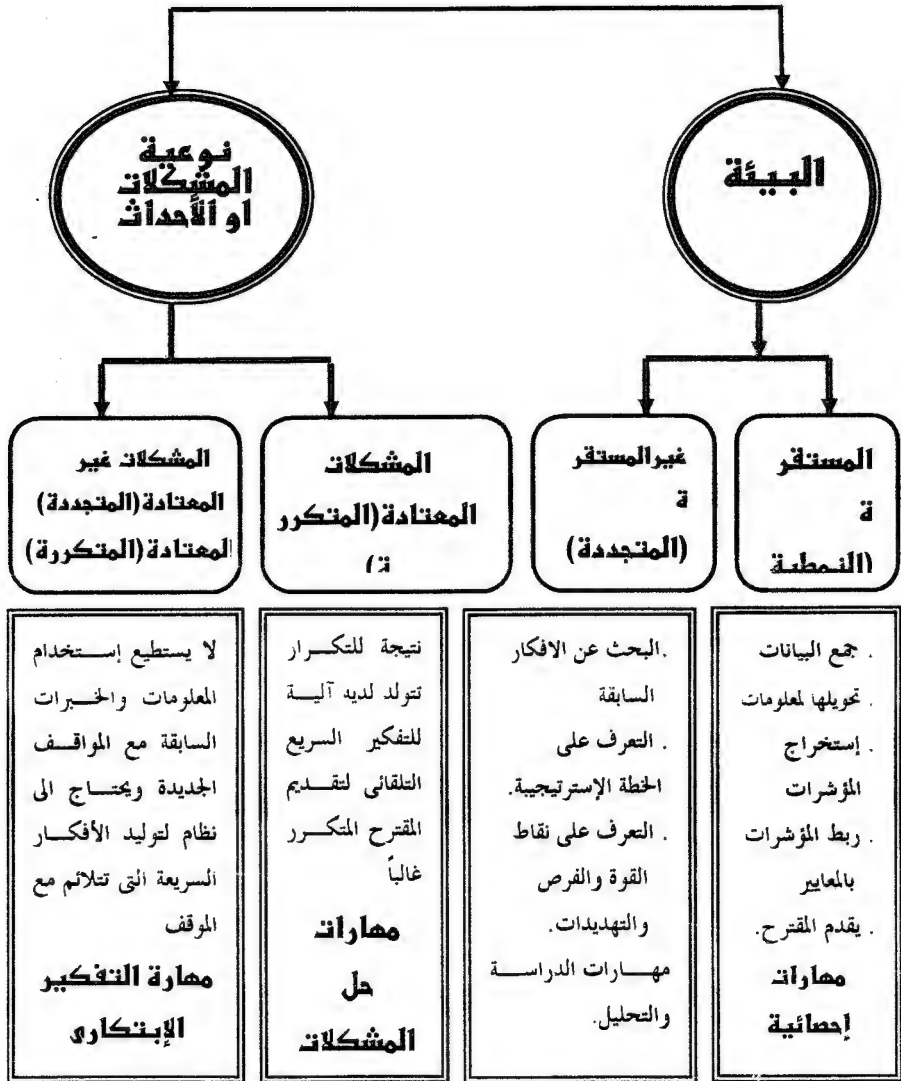 البيئة
نوعية
المشكلات
او الأحداث
المستقر
ة
(النمطية
غير المستقر
ة
(المتجددة)
المشكلات
المعتادة (المتكرر
ة)
المشكلات غير
المعتادة (المتجددة)
المعتادة (المتكررة)
. جمع البيانات
. تحويلها لمعلومات
. إستخراج
المؤشرات
. ربط المؤشرات
بالمعايير
. يقدم المقترح.
مهارات
إحصائية
.البحث عن الافكار
السابقة
. التعرف على
الخطة الإسترتيجيية.
. التعرف على نقاط
القوة والفرص
والتهديدات.
مهارات الدراسة
والتحليل.
نتيجة للتكرار
تتولد لديه آلية
للتفكير السريع
التلقائى لتقديم
المقترح المتكرر
غالباً
مهارات
حل
المشكلات
لا يستطيع إستخدام
المعلومات والخبرات
السابقة مع المواقف
الجديدة ويحتاج الى
نظام لتوليد الأفكار
السريعة التى تتلائم مع
الموقف
مهارة التفكير
الإبتكارى